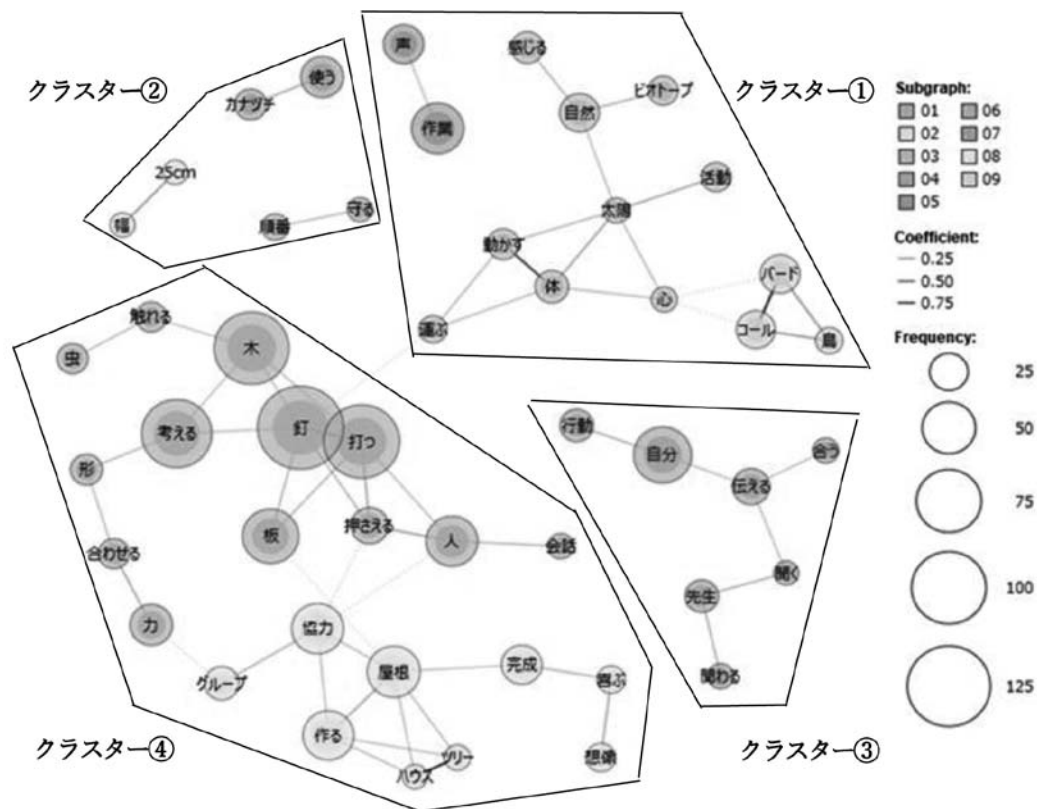 クラスター①
声
作業
感じる
ビオトープ
自然
活動
太陽
動かす
体
心
運ぶ
バード
コール
鳥
クラスター②
使う
カナヅチ
25cm
幅
順番
守る
クラスター③
行動
自分
合う
伝える
聞く
先生
関わる
クラスター④
触れる
虫
木
考える
釘
打つ
形
板
押さえる
人
会話
合わせる
力
協力
グループ
屋根
完成
喜ぶ
作る
ツリー
ハウス
想像
Subgraph:
01 06
02 07
03 08
04 09
05
Coefficient:
0.25
0.50
0.75
Frequency:
25
50
75
100
125